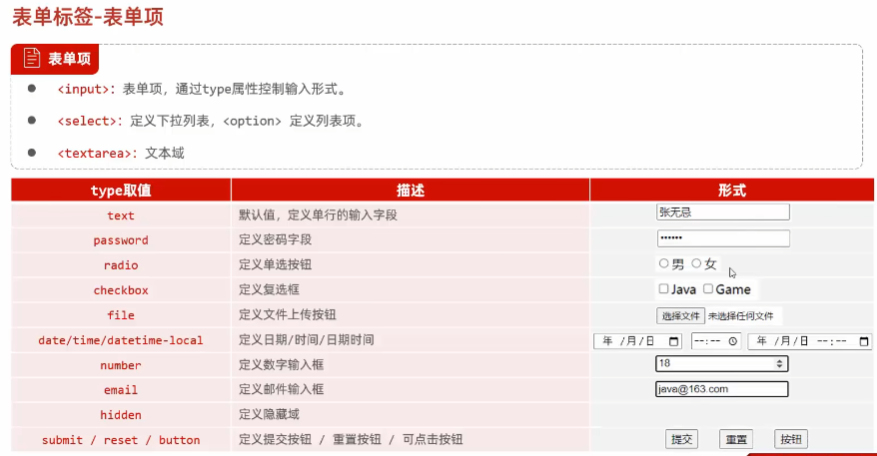 表单标签-表单项
表单项
<input>：表单项，通过type属性控制输入形式。
<select>：定义下拉列表，<option> 定义列表项。
<textarea>：文本域
type取值 描述 形式
text 默认值，定义单行的输入字段 张无忌
password 定义密码字段 ••••••
radio 定义单选按钮 男 女
checkbox 定义复选框 Java Game
file 定义文件上传按钮 选择文件 未选择任何文件
date/time/datetime-local 定义日期/时间/日期时间 年 /月/日 --:-- 年 /月/日 --:--
number 定义数字输入框 18
email 定义邮件输入框 java@163.com
hidden 定义隐藏域
submit / reset / button 定义提交按钮 / 重置按钮 / 可点击按钮 提交 重置 按钮